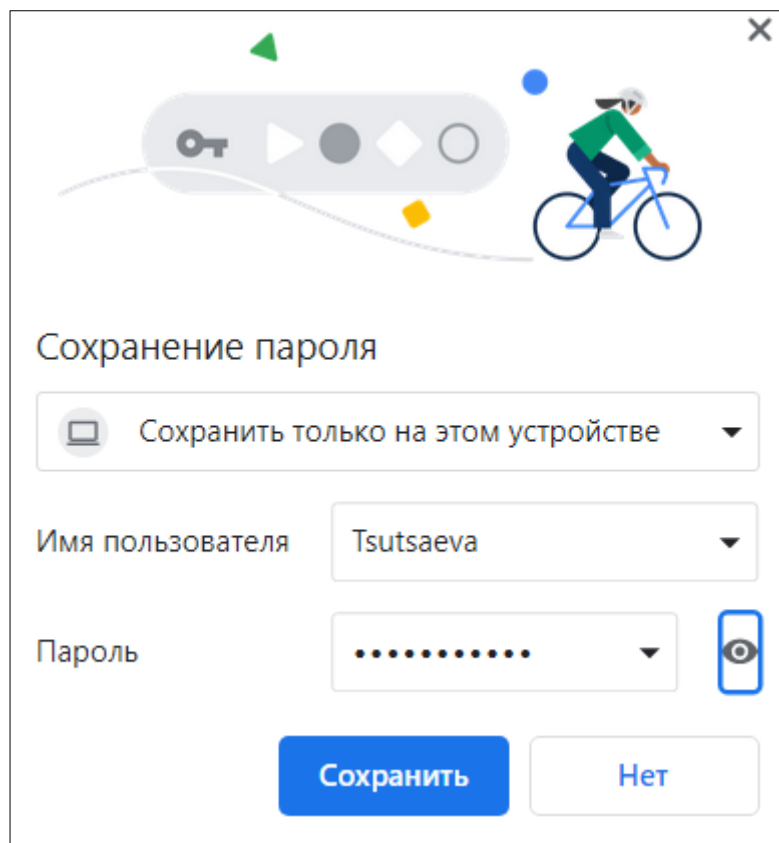 Сохранение пароля
Сохранить только на этом устройстве
Имя пользователя Tsutsaeva
Пароль •••••••••••
Сохранить Нет